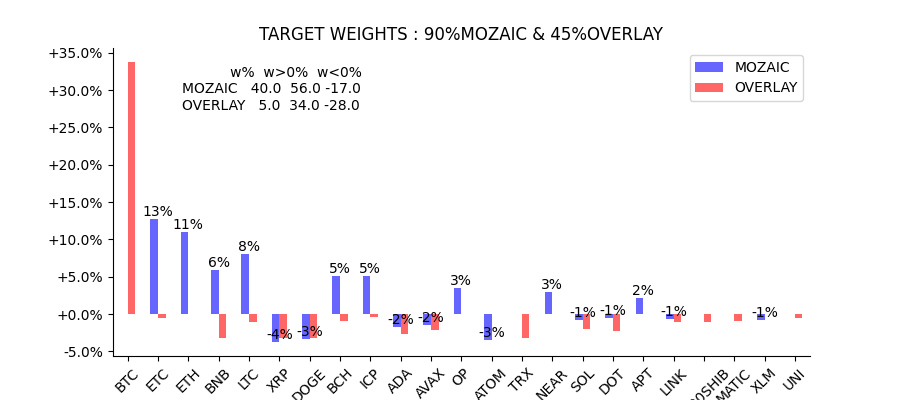 TARGET WEIGHTS : 90%MOZAIC & 45%OVERLAY
+35.0%
w% w>0% w<0%
MOZAIC 40.0 56.0 -17.0
OVERLAY 5.0 34.0 -28.0
MOZAIC
OVERLAY
+30.0%
+25.0%
+20.0%
+15.0%
+10.0%
+5.0%
+0.0%
-5.0%
13%
11%
6%
8%
-4%
-3%
5%
5%
-2%
-2%
3%
-3%
3%
-1%
-1%
2%
-1%
-1%
BTC
ETC
ETH
BNB
LTC
XRP
DOGE
BCH
ICP
ADA
AVAX
OP
ATOM
TRX
NEAR
SOL
DOT
APT
LINK
MATIC
XLM
UNI